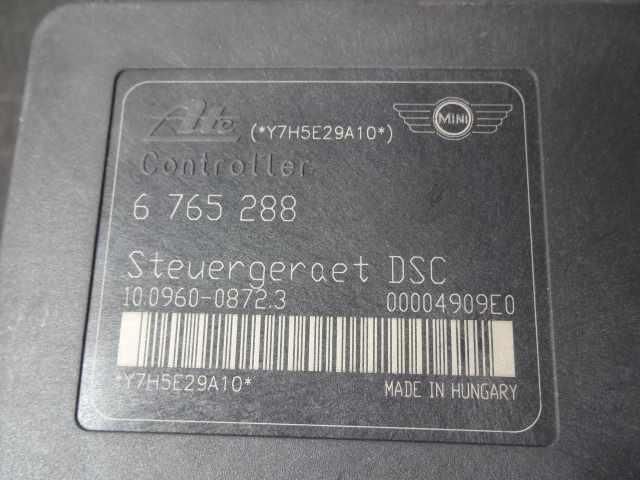 Ate (*Y7H5E29A10*) MINI
Controller
6 765 288
Steuergeraet DSC
10.0960-0872.3 00004909E0
*Y7H5E29A10* MADE IN HUNGARY